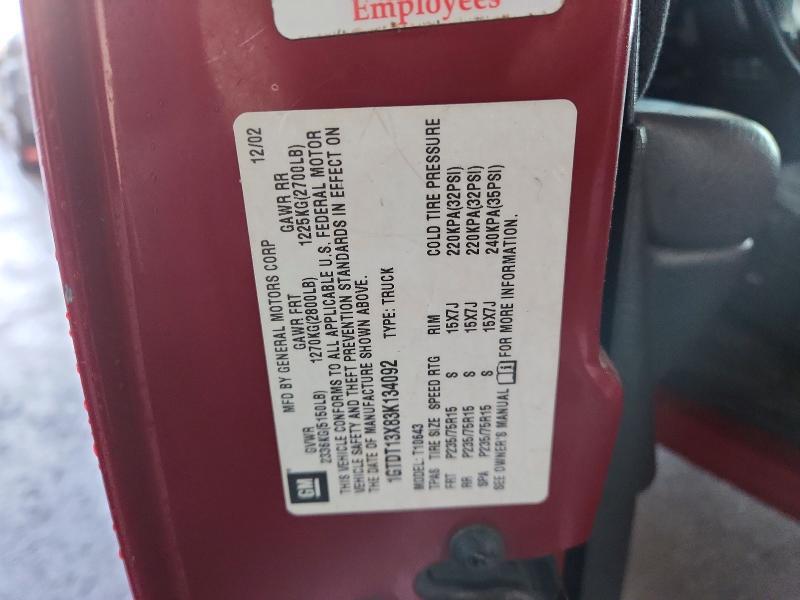 Employees
GM
MFD BY GENERAL MOTORS CORP 12/02
GVWR GAWR FRT GAWR RR
2336KG(5150LB) 1270KG(2800LB) 1225KG(2700LB)
THIS VEHICLE CONFORMS TO ALL APPLICABLE U.S. FEDERAL MOTOR
VEHICLE SAFETY AND THEFT PREVENTION STANDARDS IN EFFECT ON
THE DATE OF MANUFACTURE SHOWN ABOVE.
1GTDT13X83K134092 TYPE: TRUCK
MODEL: T10643
TPAS TIRE SIZE SPEED RTG RIM COLD TIRE PRESSURE
FRT P235/75R15 S 15X7J 220KPA(32PSI)
RR P235/75R15 S 15X7J 220KPA(32PSI)
SPA P235/75R15 S 15X7J 240KPA(35PSI)
SEE OWNER'S MANUAL FOR MORE INFORMATION.